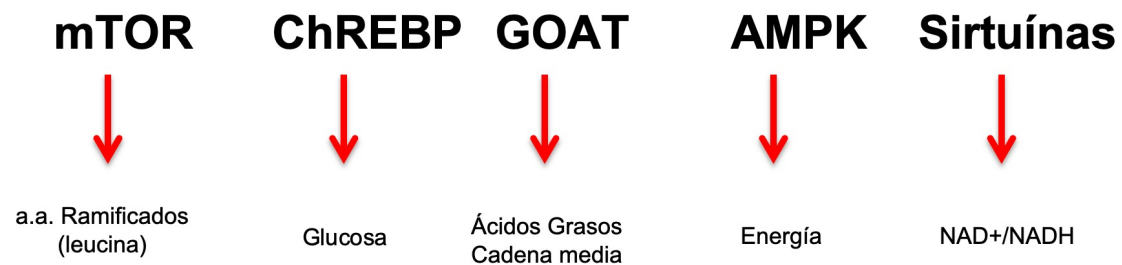 mTOR ChREBP GOAT AMPK Sirtuínas
a.a. Ramificados
(leucina)
Glucosa
Ácidos Grasos
Cadena media
Energía
NAD+/NADH